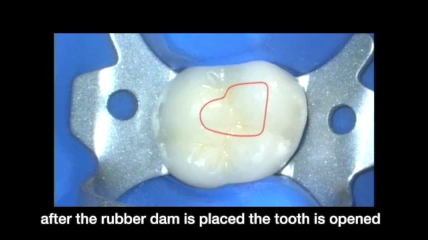 after the rubber dam is placed the tooth is opened